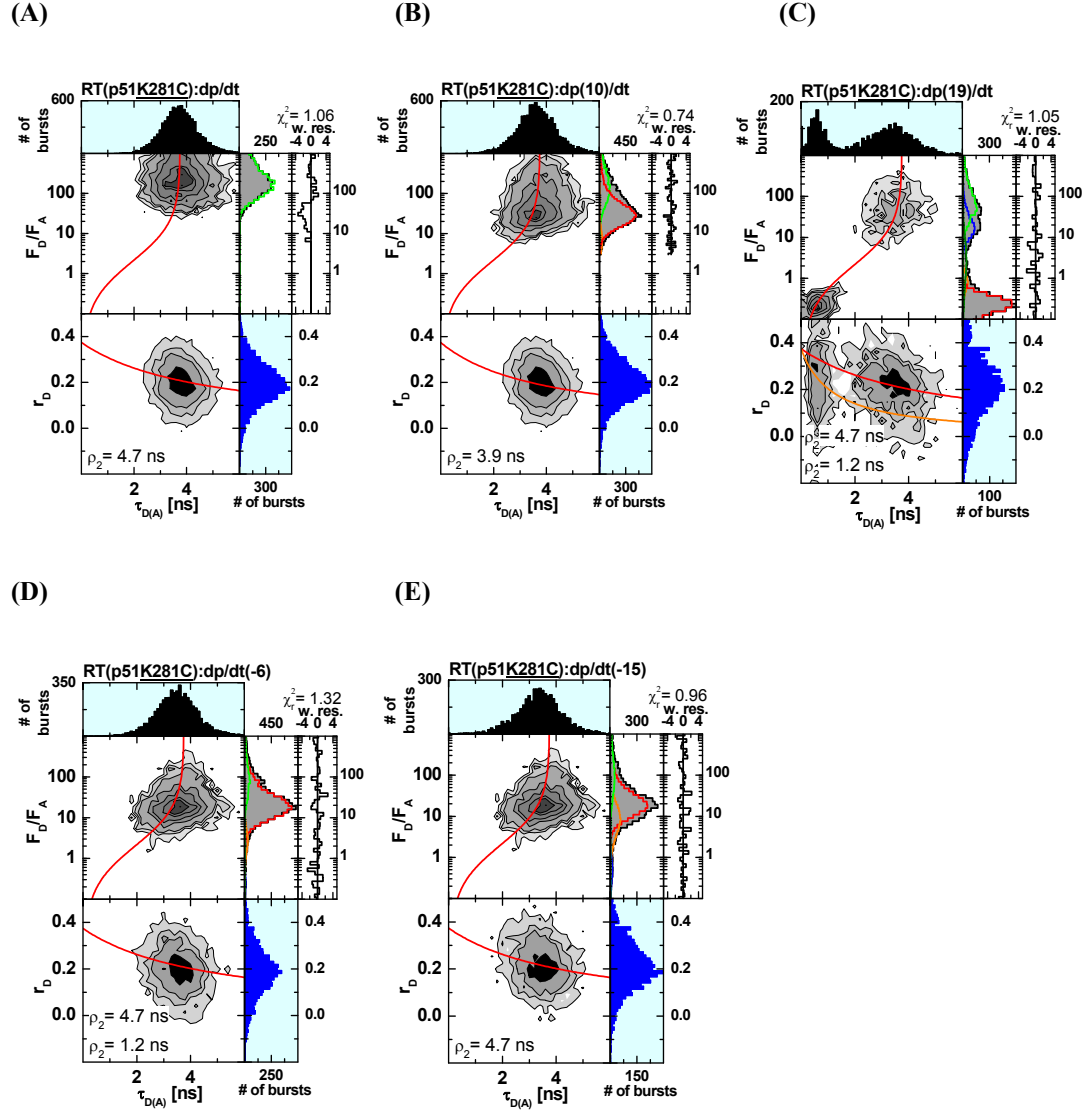 (A)
RT(p51K281C):dp/dt
600
# of bursts
250
χr2= 1.06
w. res.
-4 0 4
100
10
1
FD/FA
100
1
0.4
0.2
0.0
rD
0.4
0.2
0.0
ρ2= 4.7 ns
2 4
τD(A) [ns]
300
# of bursts
(B)
RT(p51K281C):dp(10)/dt
600
# of bursts
450
χr2= 0.74
w. res.
-4 0 4
100
10
1
FD/FA
100
1
0.4
0.2
0.0
rD
0.4
0.2
0.0
ρ2= 3.9 ns
2 4
τD(A) [ns]
300
# of bursts
(C)
RT(p51K281C):dp(19)/dt
200
# of bursts
300
χr2= 1.05
w. res.
-4 0 4
100
10
1
FD/FA
100
1
0.4
0.2
0.0
rD
0.4
0.2
0.0
ρ2= 4.7 ns
ρ2= 1.2 ns
2 4
τD(A) [ns]
100
# of bursts
(D)
RT(p51K281C):dp/dt(-6)
350
# of bursts
450
χr2= 1.32
w. res.
-4 0 4
100
10
1
FD/FA
100
1
0.4
0.2
0.0
rD
0.4
0.2
0.0
ρ2= 4.7 ns
ρ2= 1.2 ns
2 4
τD(A) [ns]
250
# of bursts
(E)
RT(p51K281C):dp/dt(-15)
300
# of bursts
300
χr2= 0.96
w. res.
-4 0 4
100
10
1
FD/FA
100
10
1
0.4
0.2
0.0
rD
0.4
0.2
0.0
ρ2= 4.7 ns
2 4
τD(A) [ns]
150
# of bursts